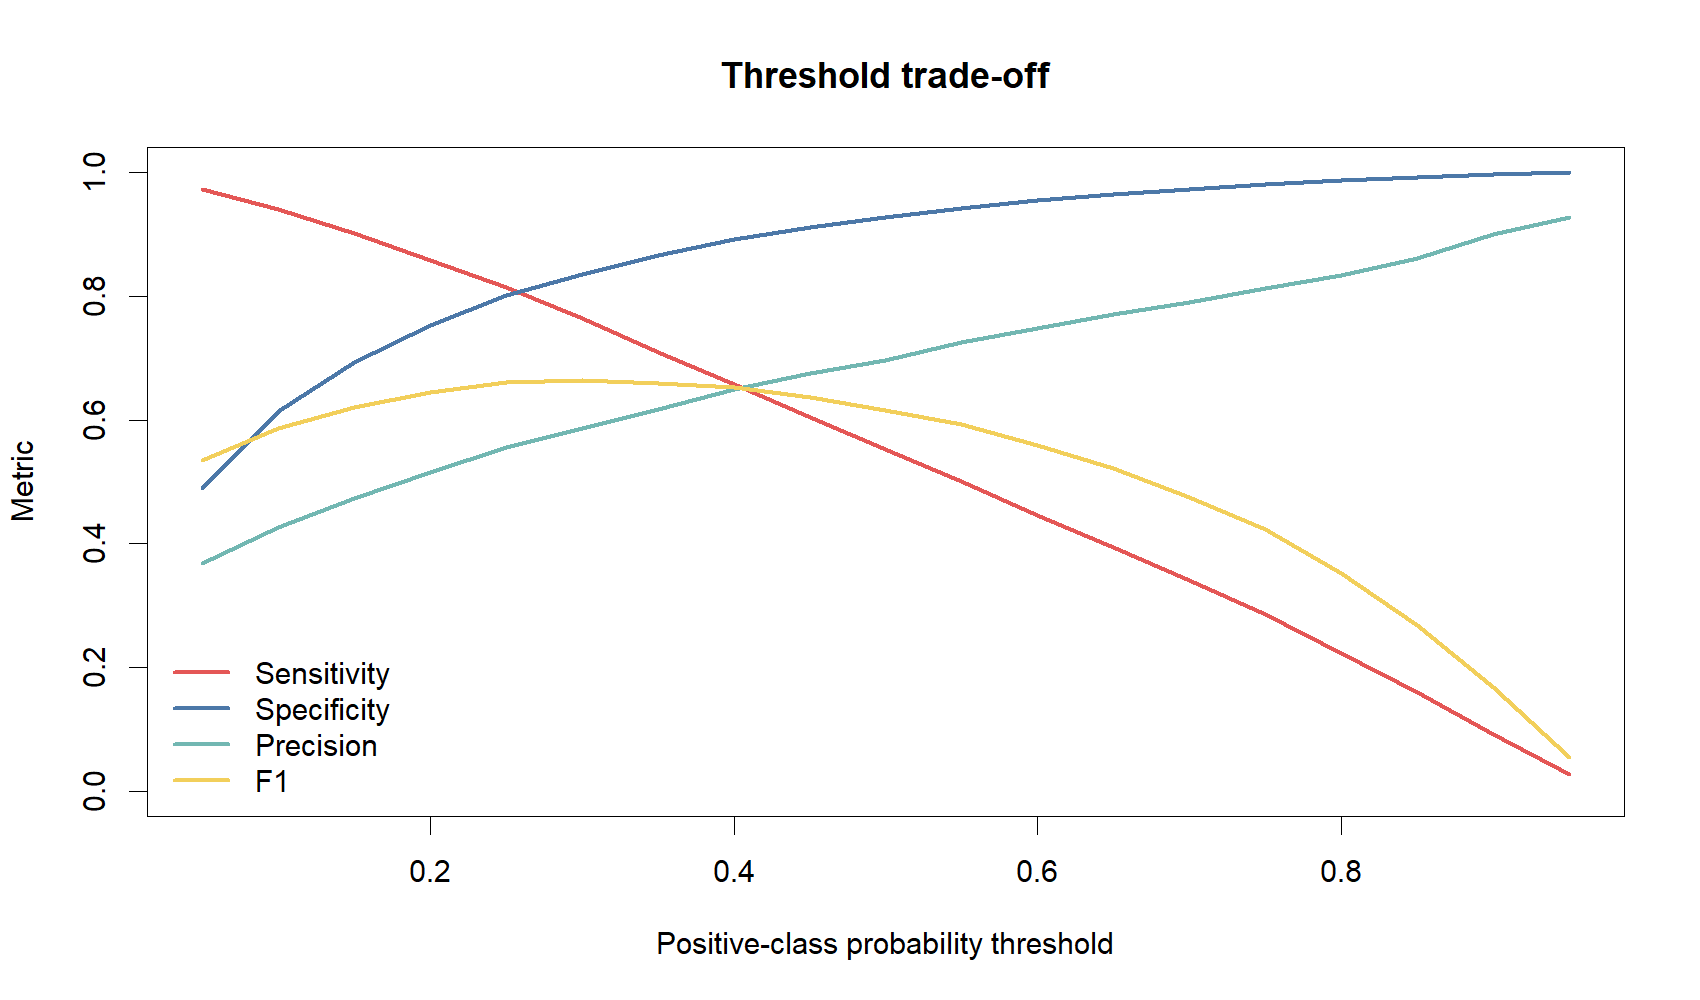 Threshold trade-off
Metric
1.0
0.8
0.6
0.4
0.2
0.0
Sensitivity
Specificity
Precision
F1
0.2 0.4 0.6 0.8
Positive-class probability threshold